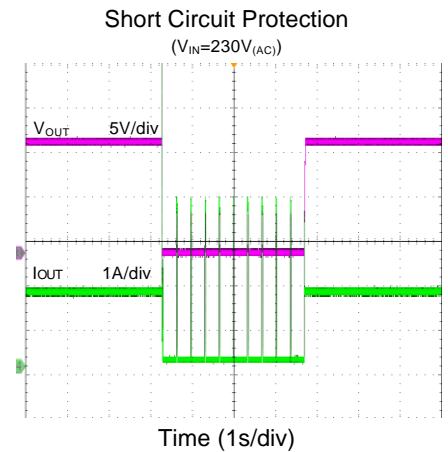 Short Circuit Protection
(VIN=230V(AC))
VOUT 5V/div
IOUT 1A/div
Time (1s/div)